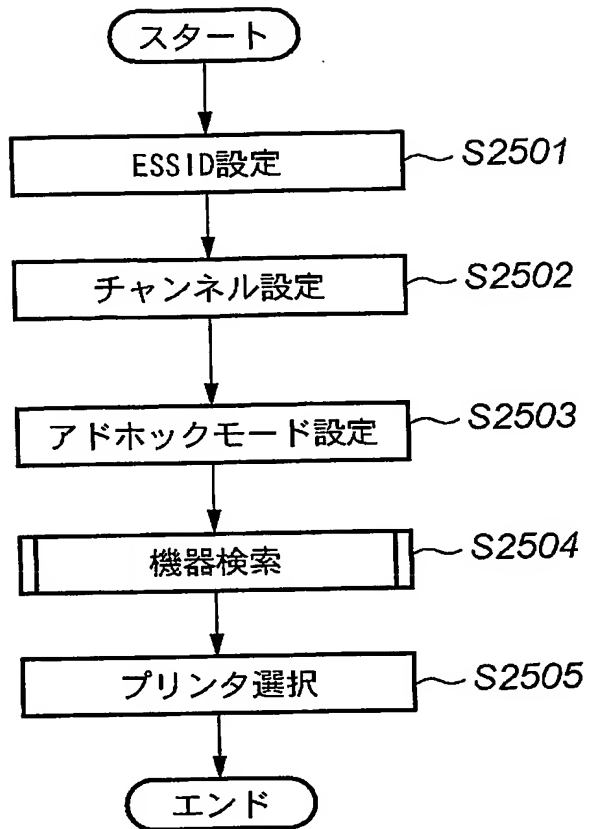 スタート
ESSID設定
S2501
チャンネル設定
S2502
アドホックモード設定
S2503
機器検索
S2504
プリンタ選択
S2505
エンド